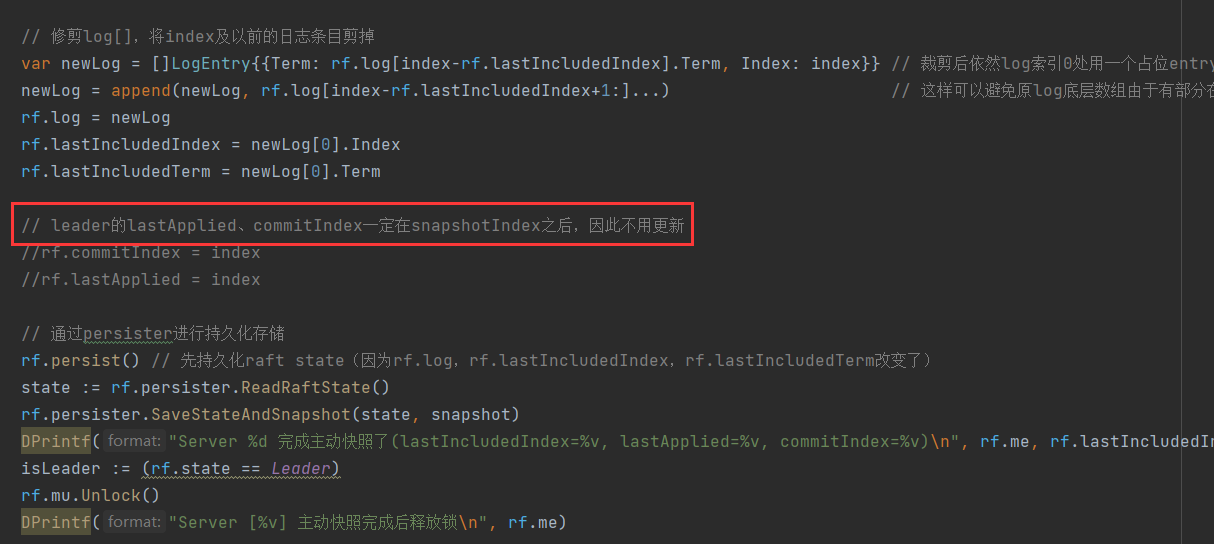 // 修剪log[]，将index及以前的日志条目剪掉
var newLog = []LogEntry{{Term: rf.log[index-rf.lastIncludedIndex].Term, Index: index}} // 裁剪后依然log索引0处用一个占位entry
newLog = append(newLog, rf.log[index-rf.lastIncludedIndex+1:]...) // 这样可以避免原log底层数组由于有部分在
rf.log = newLog
rf.lastIncludedIndex = newLog[0].Index
rf.lastIncludedTerm = newLog[0].Term
// leader的lastApplied、commitIndex一定在snapshotIndex之后，因此不用更新
//rf.commitIndex = index
//rf.lastApplied = index
// 通过persister进行持久化存储
rf.persist() // 先持久化raft state（因为rf.log，rf.lastIncludedIndex，rf.lastIncludedTerm改变了）
state := rf.persister.ReadRaftState()
rf.persister.SaveStateAndSnapshot(state, snapshot)
DPrintf( format: "Server %d 完成主动快照了(lastIncludedIndex=%v, lastApplied=%v, commitIndex=%v)\n", rf.me, rf.lastIncludedIn
isLeader := (rf.state == Leader)
rf.mu.Unlock()
DPrintf( format: "Server [%v] 主动快照完成后释放锁\n", rf.me)